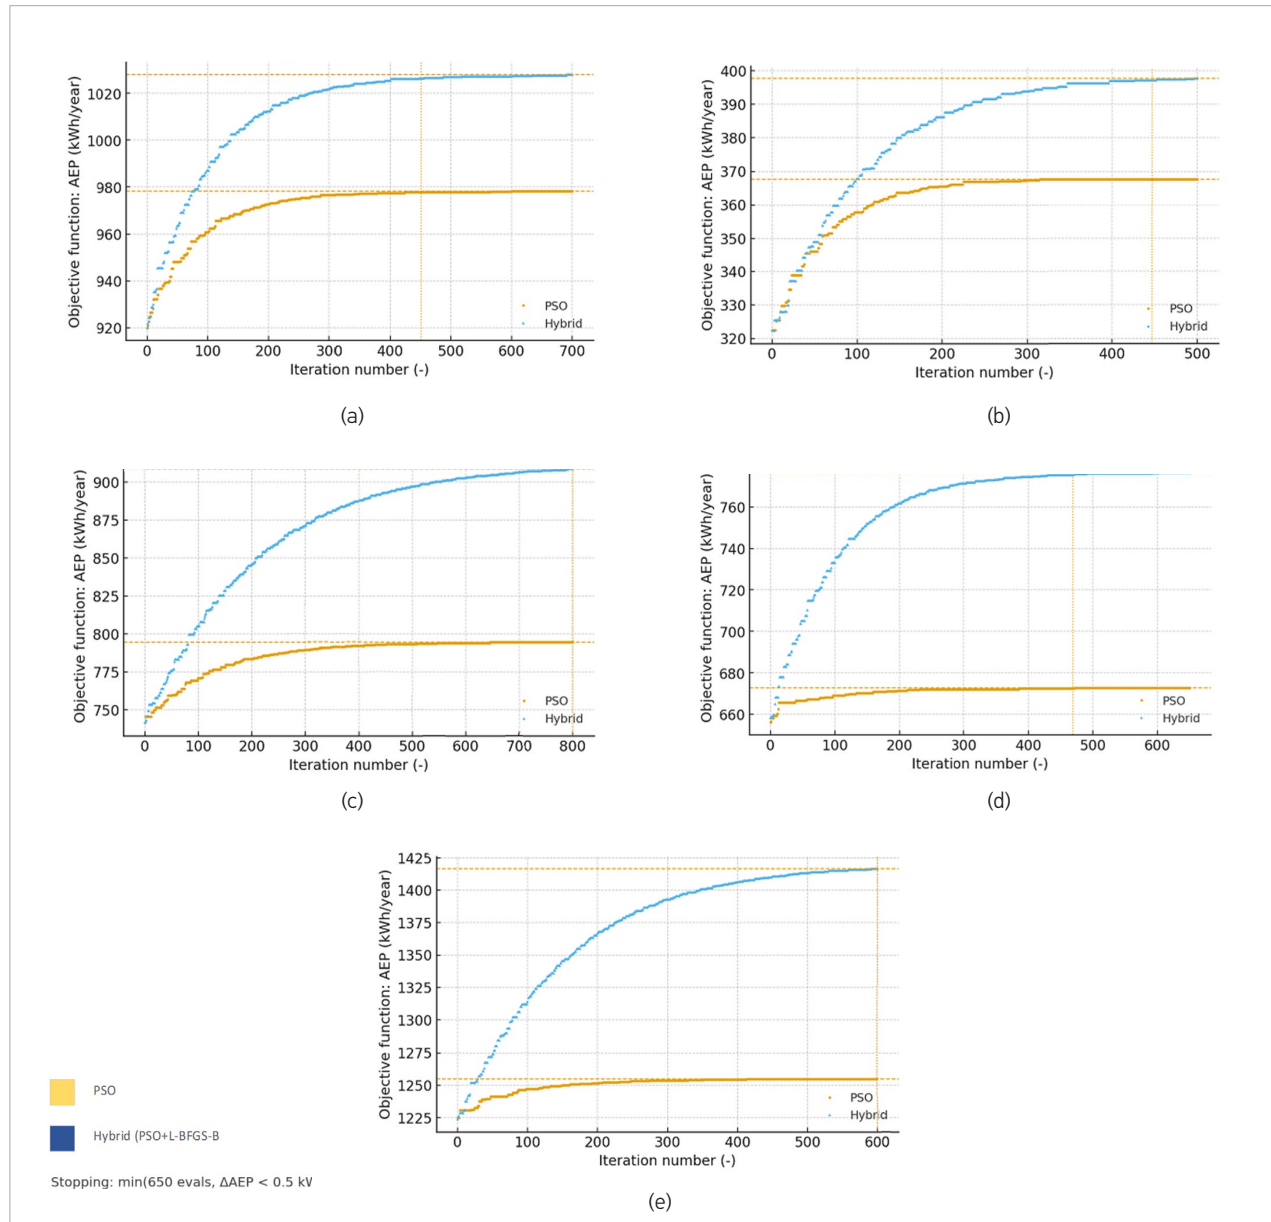 Objective function: AEP (kWh/year)
1020
1000
980
960
940
920
PSO
Hybrid
0 100 200 300 400 500 600 700
Iteration number (-)
(a)
Objective function: AEP (kWh/year)
400
390
380
370
360
350
340
330
320
PSO
Hybrid
0 100 200 300 400 500
Iteration number (-)
(b)
Objective function: AEP (kWh/year)
900
875
850
825
800
775
750
PSO
Hybrid
0 100 200 300 400 500 600 700 800
Iteration number (-)
(c)
Objective function: AEP (kWh/year)
760
740
720
700
680
660
PSO
Hybrid
0 100 200 300 400 500 600
Iteration number (-)
(d)
Objective function: AEP (kWh/year)
1425
1400
1375
1350
1325
1300
1275
1250
1225
PSO
Hybrid
0 100 200 300 400 500 600
Iteration number (-)
(e)
PSO
Hybrid (PSO+L-BFGS-B
Stopping: min(650 evals, ΔAEP < 0.5 kW